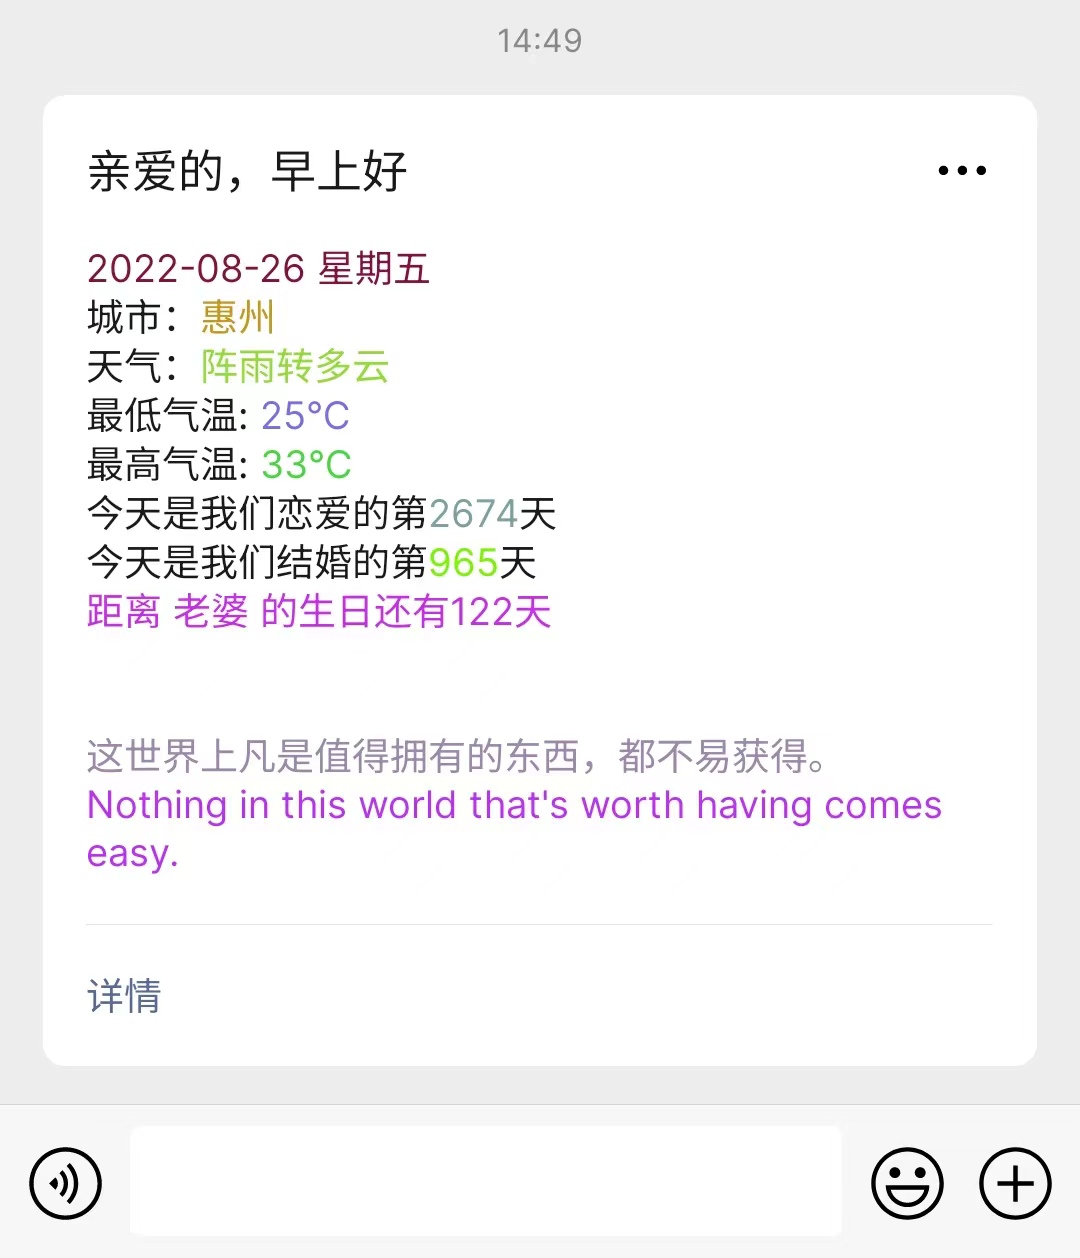 14:49
亲爱的，早上好
2022-08-26 星期五
城市：惠州
天气：阵雨转多云
最低气温: 25°C
最高气温: 33°C
今天是我们恋爱的第2674天
今天是我们结婚的第965天
距离 老婆 的生日还有122天
这世界上凡是值得拥有的东西，都不易获得。
Nothing in this world that's worth having comes
easy.
详情